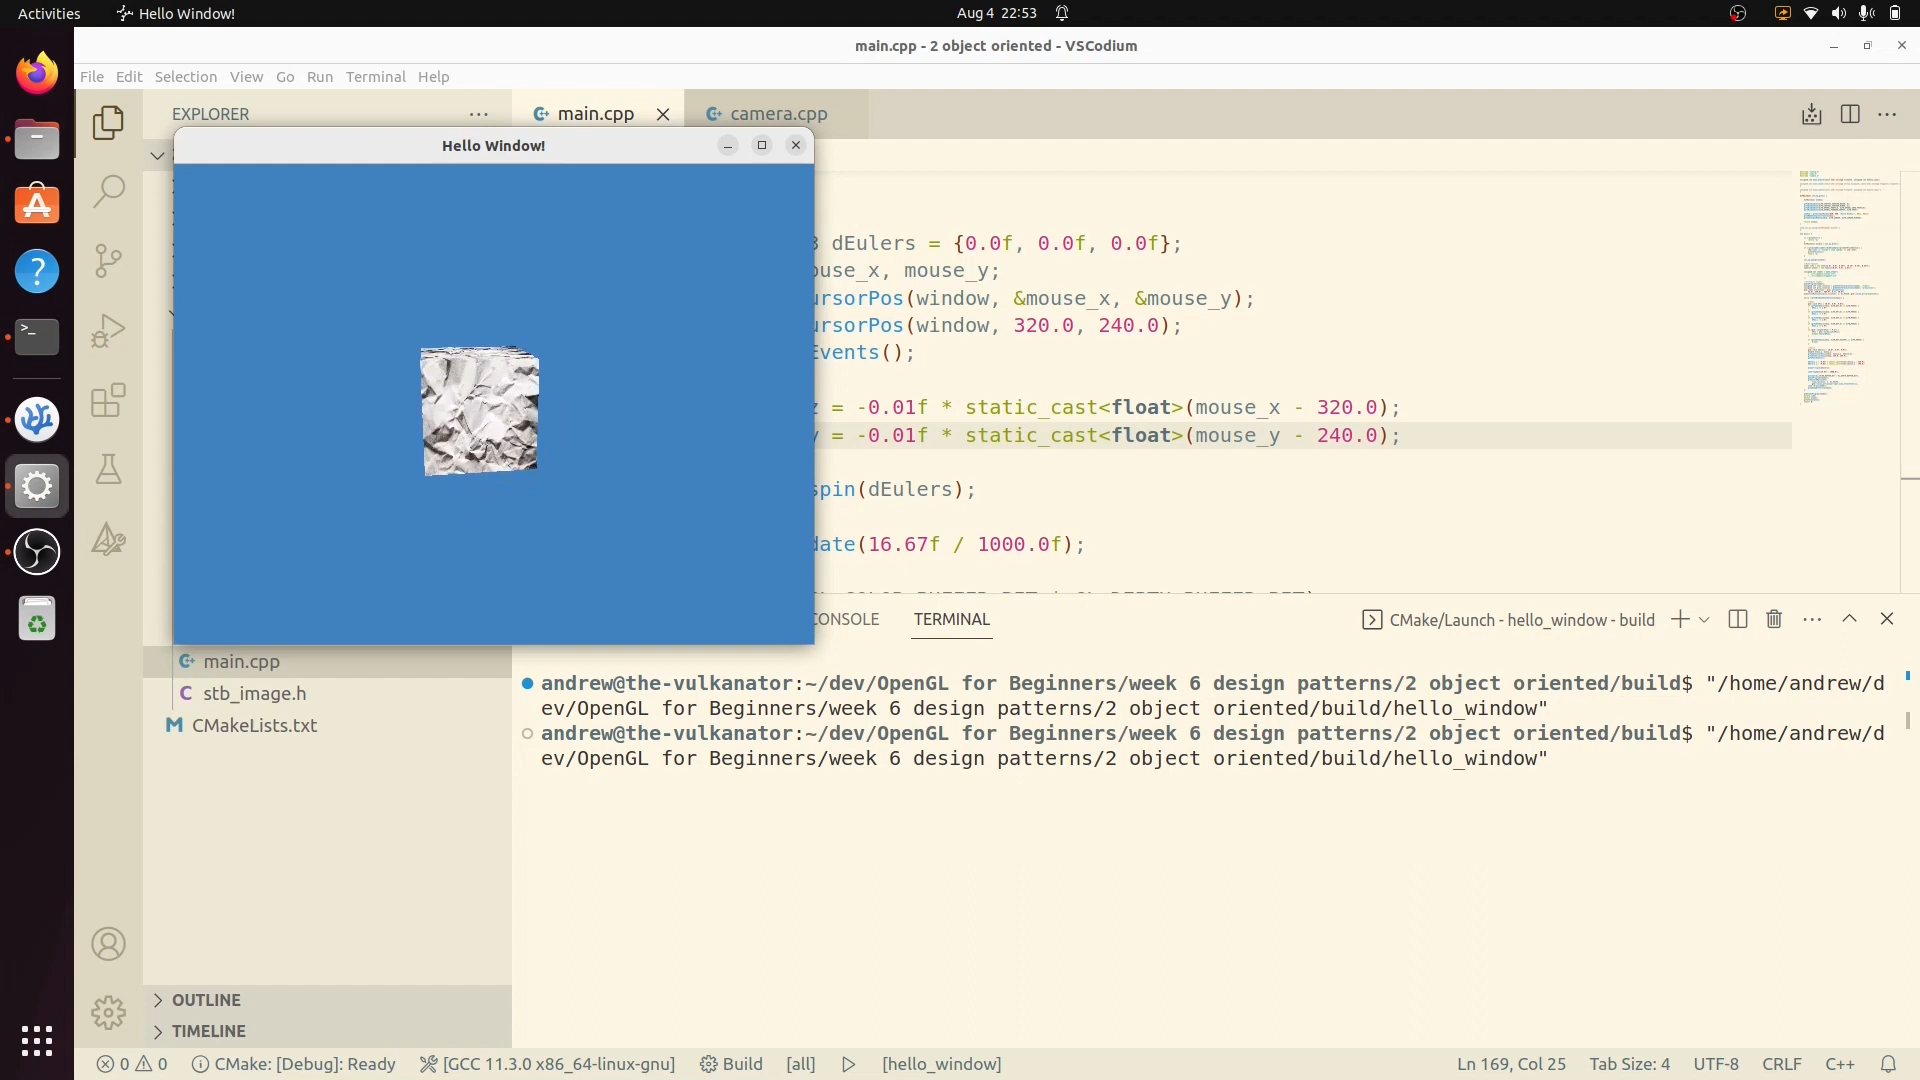 Activities
Hello Window!
Aug 4 22:53
main.cpp - 2 object oriented - VSCodium
File Edit Selection View Go Run Terminal Help
EXPLORER
main.cpp
camera.cpp
Hello Window!
dEulers = {0.0f, 0.0f, 0.0f};
ouse_x, mouse_y;
ursorPos(window, &mouse_x, &mouse_y);
ursorPos(window, 320.0, 240.0);
Events();
= -0.01f * static_cast<float>(mouse_x - 320.0);
= -0.01f * static_cast<float>(mouse_y - 240.0);
spin(dEulers);
date(16.67f / 1000.0f);
CONSOLE
TERMINAL
CMake/Launch - hello_window - build
main.cpp
stb_image.h
CMakeLists.txt
andrew@the-vulkanator:~/dev/OpenGL for Beginners/week 6 design patterns/2 object oriented/build$ "/home/andrew/d
ev/OpenGL for Beginners/week 6 design patterns/2 object oriented/build/hello_window"
andrew@the-vulkanator:~/dev/OpenGL for Beginners/week 6 design patterns/2 object oriented/build$ "/home/andrew/d
ev/OpenGL for Beginners/week 6 design patterns/2 object oriented/build/hello_window"
OUTLINE
TIMELINE
0 0 CMake: [Debug]: Ready [GCC 11.3.0 x86_64-linux-gnu] Build [all] [hello_window] Ln 169, Col 25 Tab Size: 4 UTF-8 CRLF C++